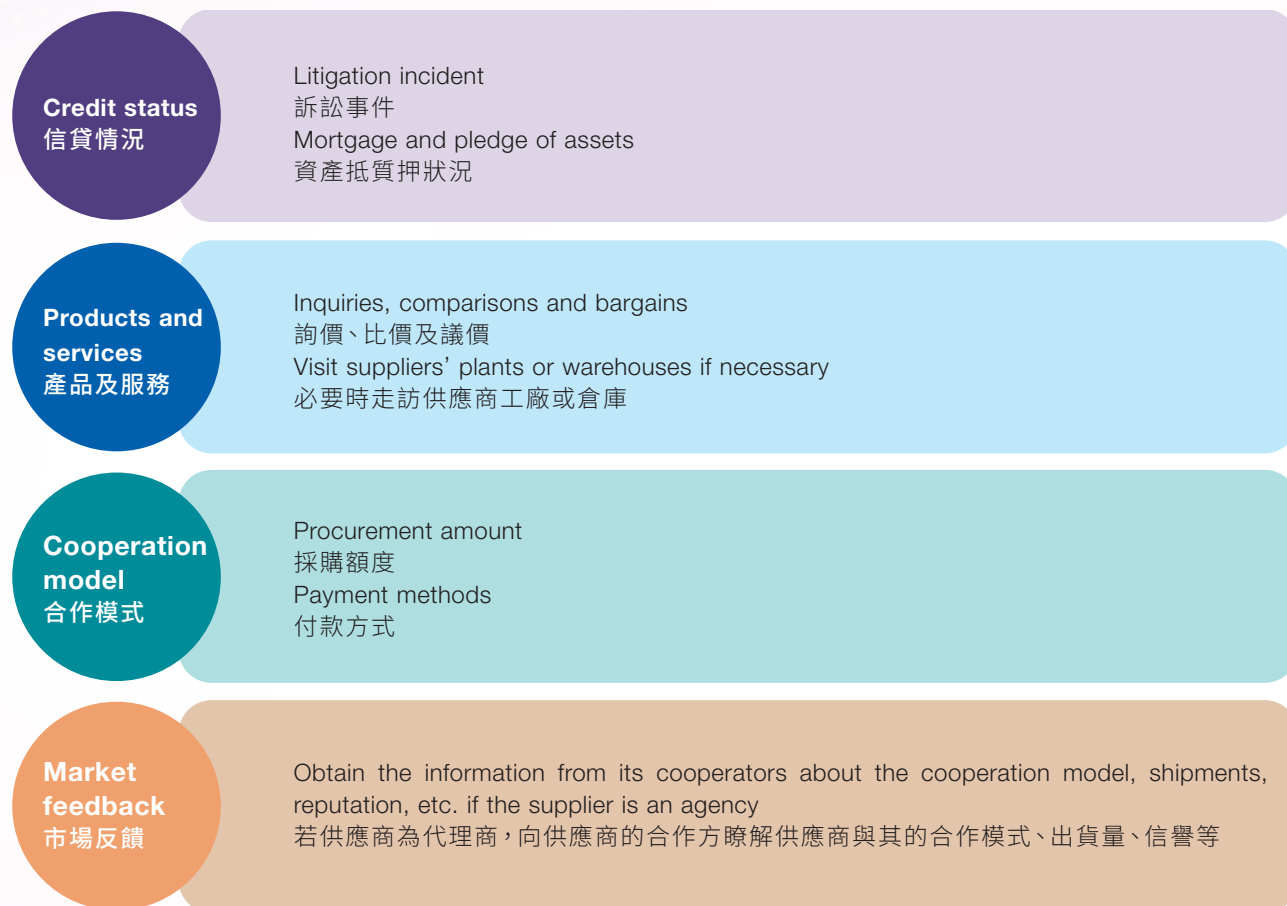 Credit status
信貸情況
Litigation incident
訴訟事件
Mortgage and pledge of assets
資產抵質押狀況
Products and
services
產品及服務
Inquiries, comparisons and bargains
詢價、比價及議價
Visit suppliers’ plants or warehouses if necessary
必要時走訪供應商工廠或倉庫
Cooperation
model
合作模式
Procurement amount
採購額度
Payment methods
付款方式
Market
feedback
市場反饋
Obtain the information from its cooperators about the cooperation model, shipments,
reputation, etc. if the supplier is an agency
若供應商為代理商，向供應商的合作方瞭解供應商與其的合作模式、出貨量、信譽等